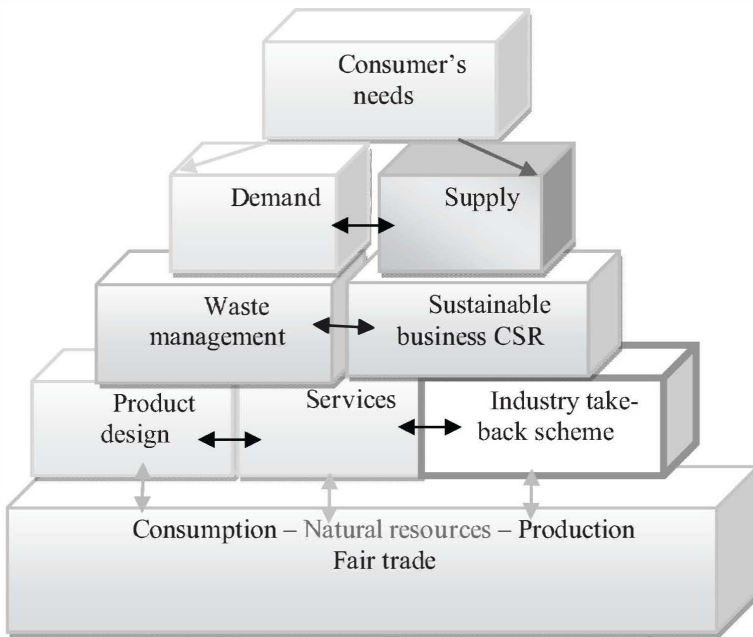 Consumer's
needs
Demand
Supply
Waste
management
Sustainable
business CSR
Product
design
Services
Industry take-
back scheme
Consumption – Natural resources – Production
Fair trade